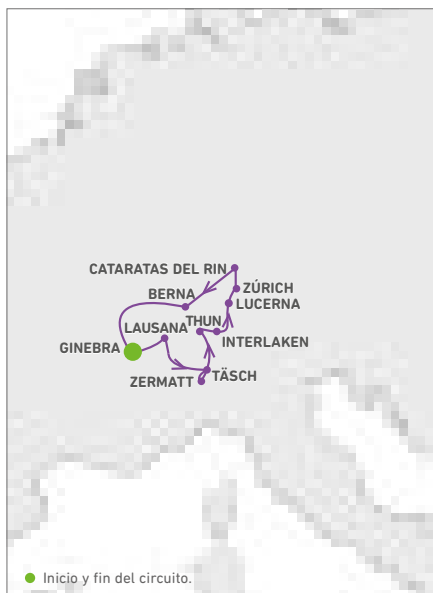 CATARATAS DEL RIN
ZÚRICH
BERNA
LUCERNA
THUN
LAUSANA
INTERLAKEN
GINEBRA
TÄSCH
ZERMATT
Inicio y fin del circuito.